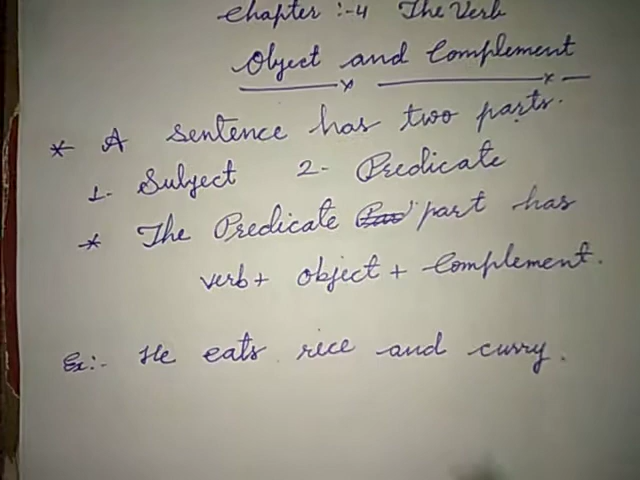 Chapter :-4 The Verb
Object and Complement
* A sentence has two parts.
1- Subject 2- Predicate
* The Predicate part has
verb + object + Complement.
Ex:- He eats rice and curry.